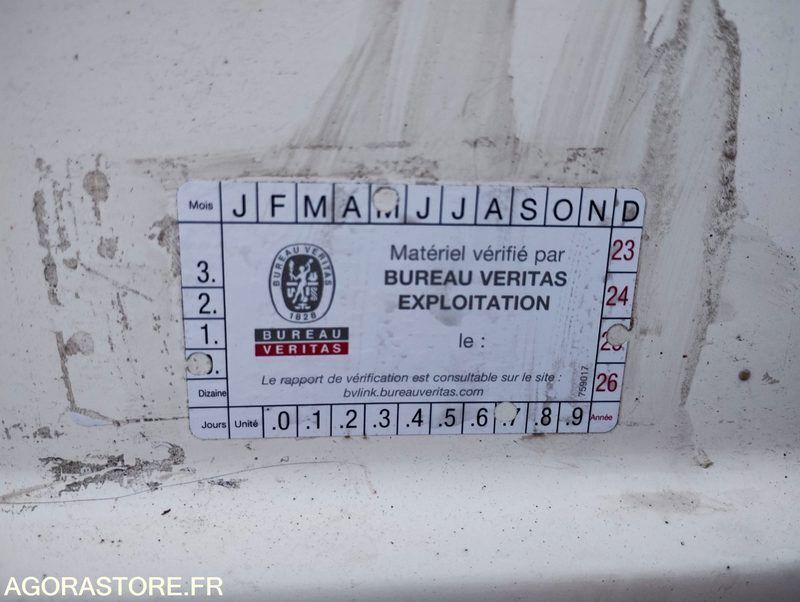 Mois J F M A M J J A S O N D
BUREAU VERITAS
1828
BUREAU
VERITAS
Matériel vérifié par
BUREAU VERITAS
EXPLOITATION
le :
Le rapport de vérification est consultable sur le site :
bvlink.bureauveritas.com
759017
3.
2.
1.
Dizaine
23
24
26
Jours Unité .0 .1 .2 .3 .4 .5 .6 .7 .8 .9 Année
AGORASTORE.FR